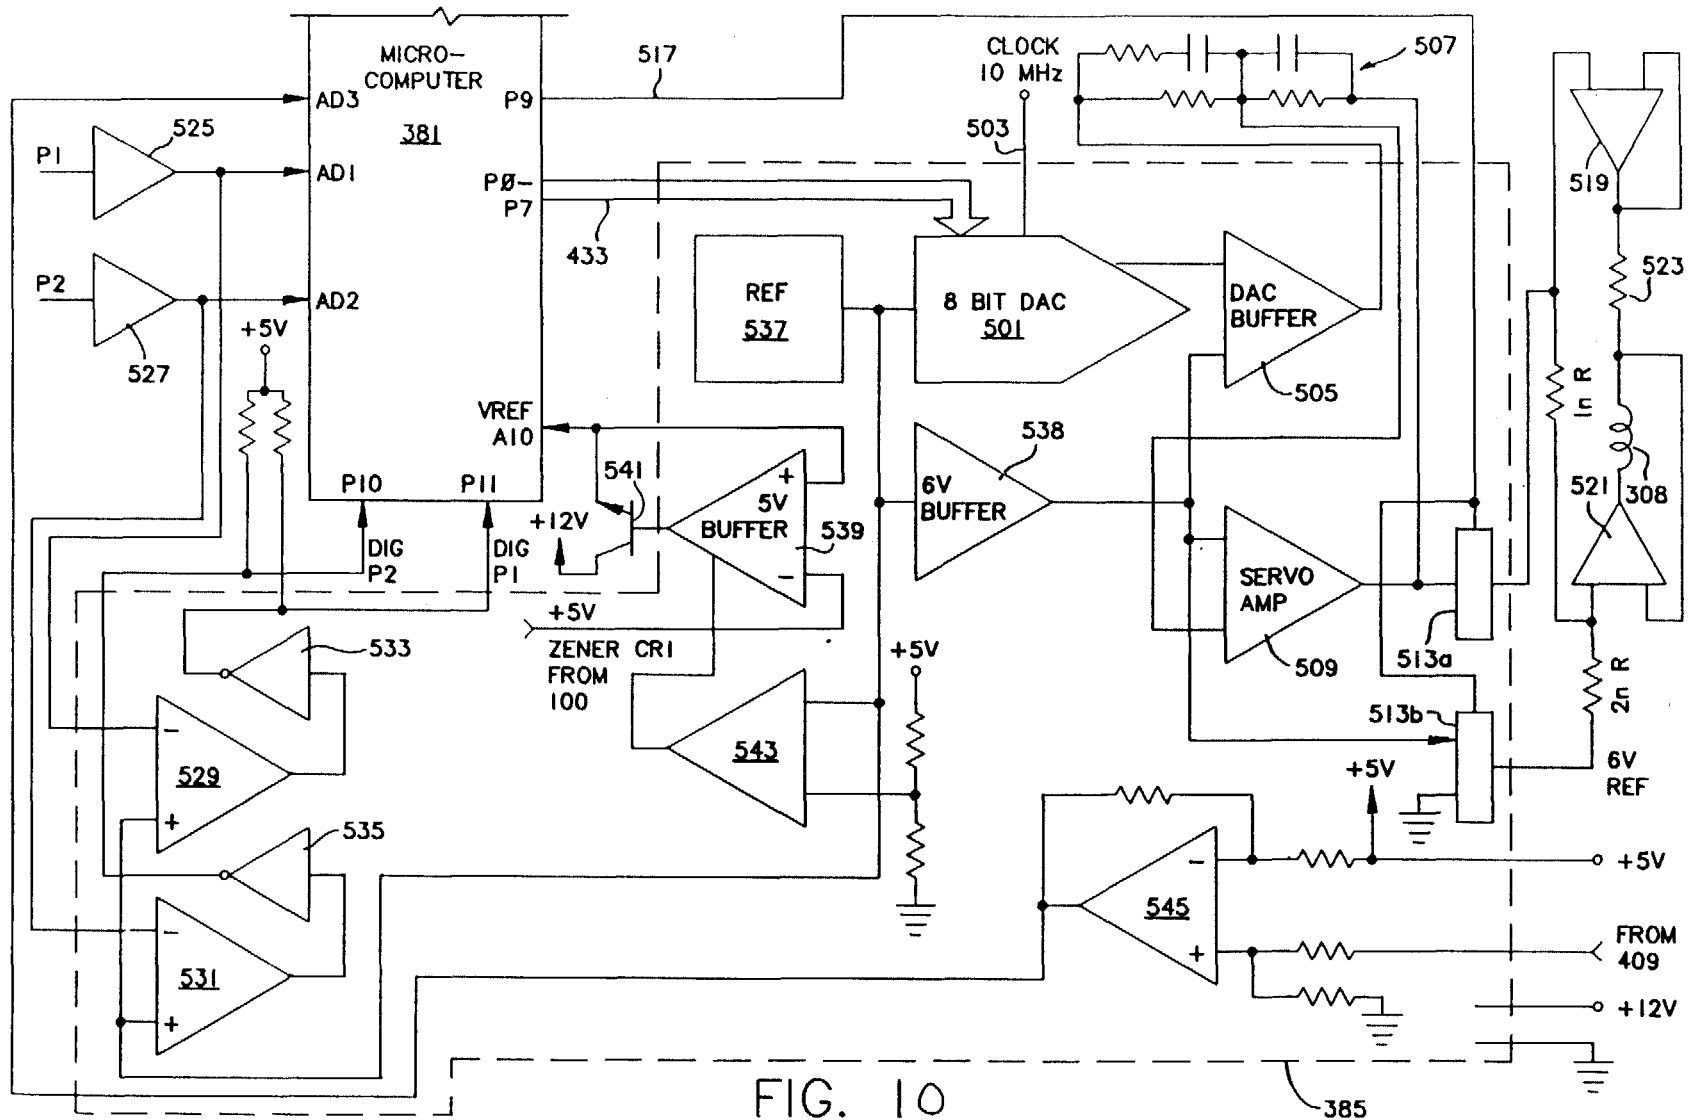 MICRO-
COMPUTER
381
AD3
AD1
AD2
P9
PØ-
P7
VREF
A10
P10
P11
517
433
525
527
P1
P2
+5V
DIG
P2
DIG
P1
CLOCK
10 MHz
503
507
REF
537
8 BIT DAC
501
DAC
BUFFER
505
6V
BUFFER
538
5V
BUFFER
+
-
539
541
+12V
+5V
ZENER CR1
FROM
100
SERVO
AMP
509
513a
513b
519
523
308
521
1n R
2n R
6V
REF
533
-
529
+
535
-
531
+
543
+5V
+5V
-
545
+
+5V
FROM
409
+12V
385
FIG. 10